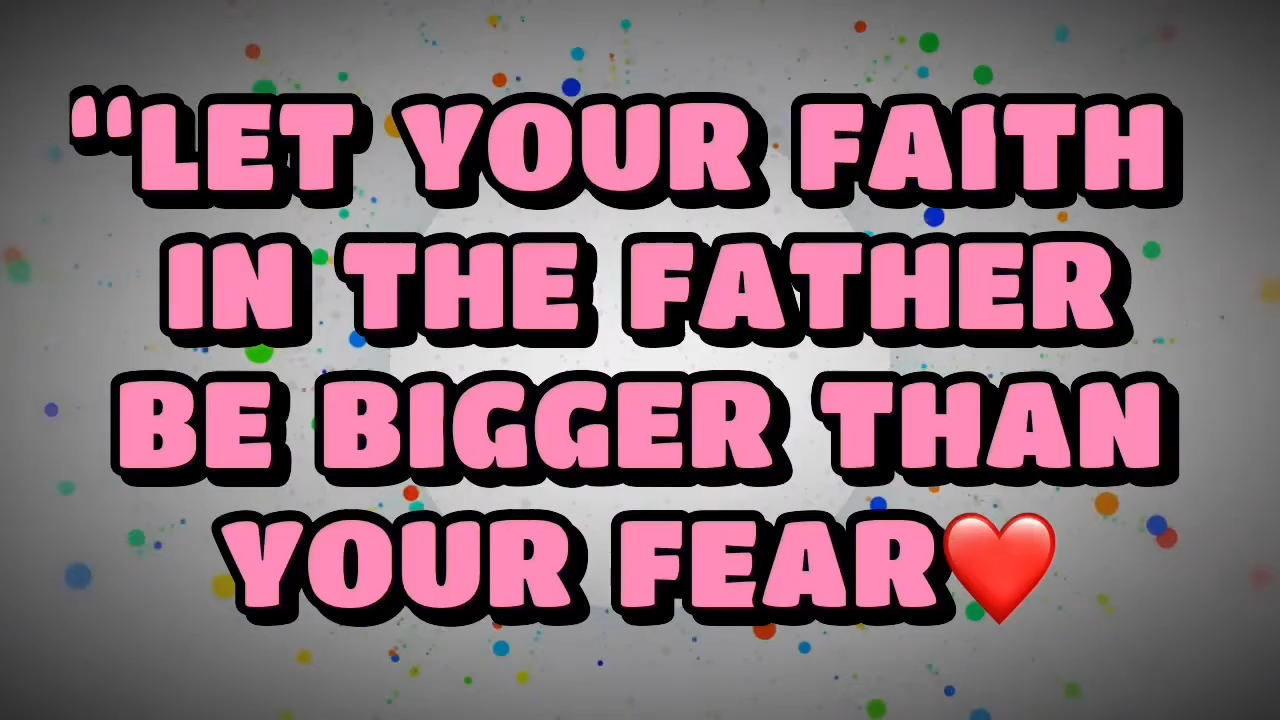 “LET YOUR FAITH
IN THE FATHER
BE BIGGER THAN
YOUR FEAR❤️